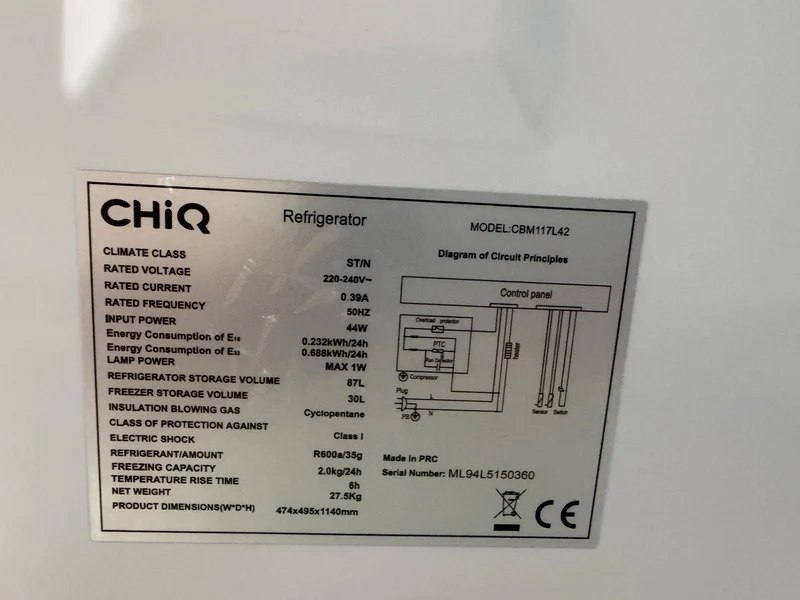 CHiQ Refrigerator MODEL:CBM117L42
CLIMATE CLASS ST/N
RATED VOLTAGE 220-240V~
RATED CURRENT 0.39A
RATED FREQUENCY 50HZ
INPUT POWER 44W
Energy Consumption of E16 0.232kWh/24h
Energy Consumption of E32 0.688kWh/24h
LAMP POWER MAX 1W
REFRIGERATOR STORAGE VOLUME 87L
FREEZER STORAGE VOLUME 30L
INSULATION BLOWING GAS Cyclopentane
CLASS OF PROTECTION AGAINST
ELECTRIC SHOCK Class I
REFRIGERANT/AMOUNT R600a/35g
FREEZING CAPACITY 2.0kg/24h
TEMPERATURE RISE TIME 6h
NET WEIGHT 27.5Kg
PRODUCT DIMENSIONS(W*D*H) 474x495x1140mm
Diagram of Circuit Principles
Control panel
Overload protector
PTC
Run Capacitor
Compressor
heater
Plug
L
N
PE
Sensor Switch
Made in PRC
Serial Number: ML94L5150360
CE